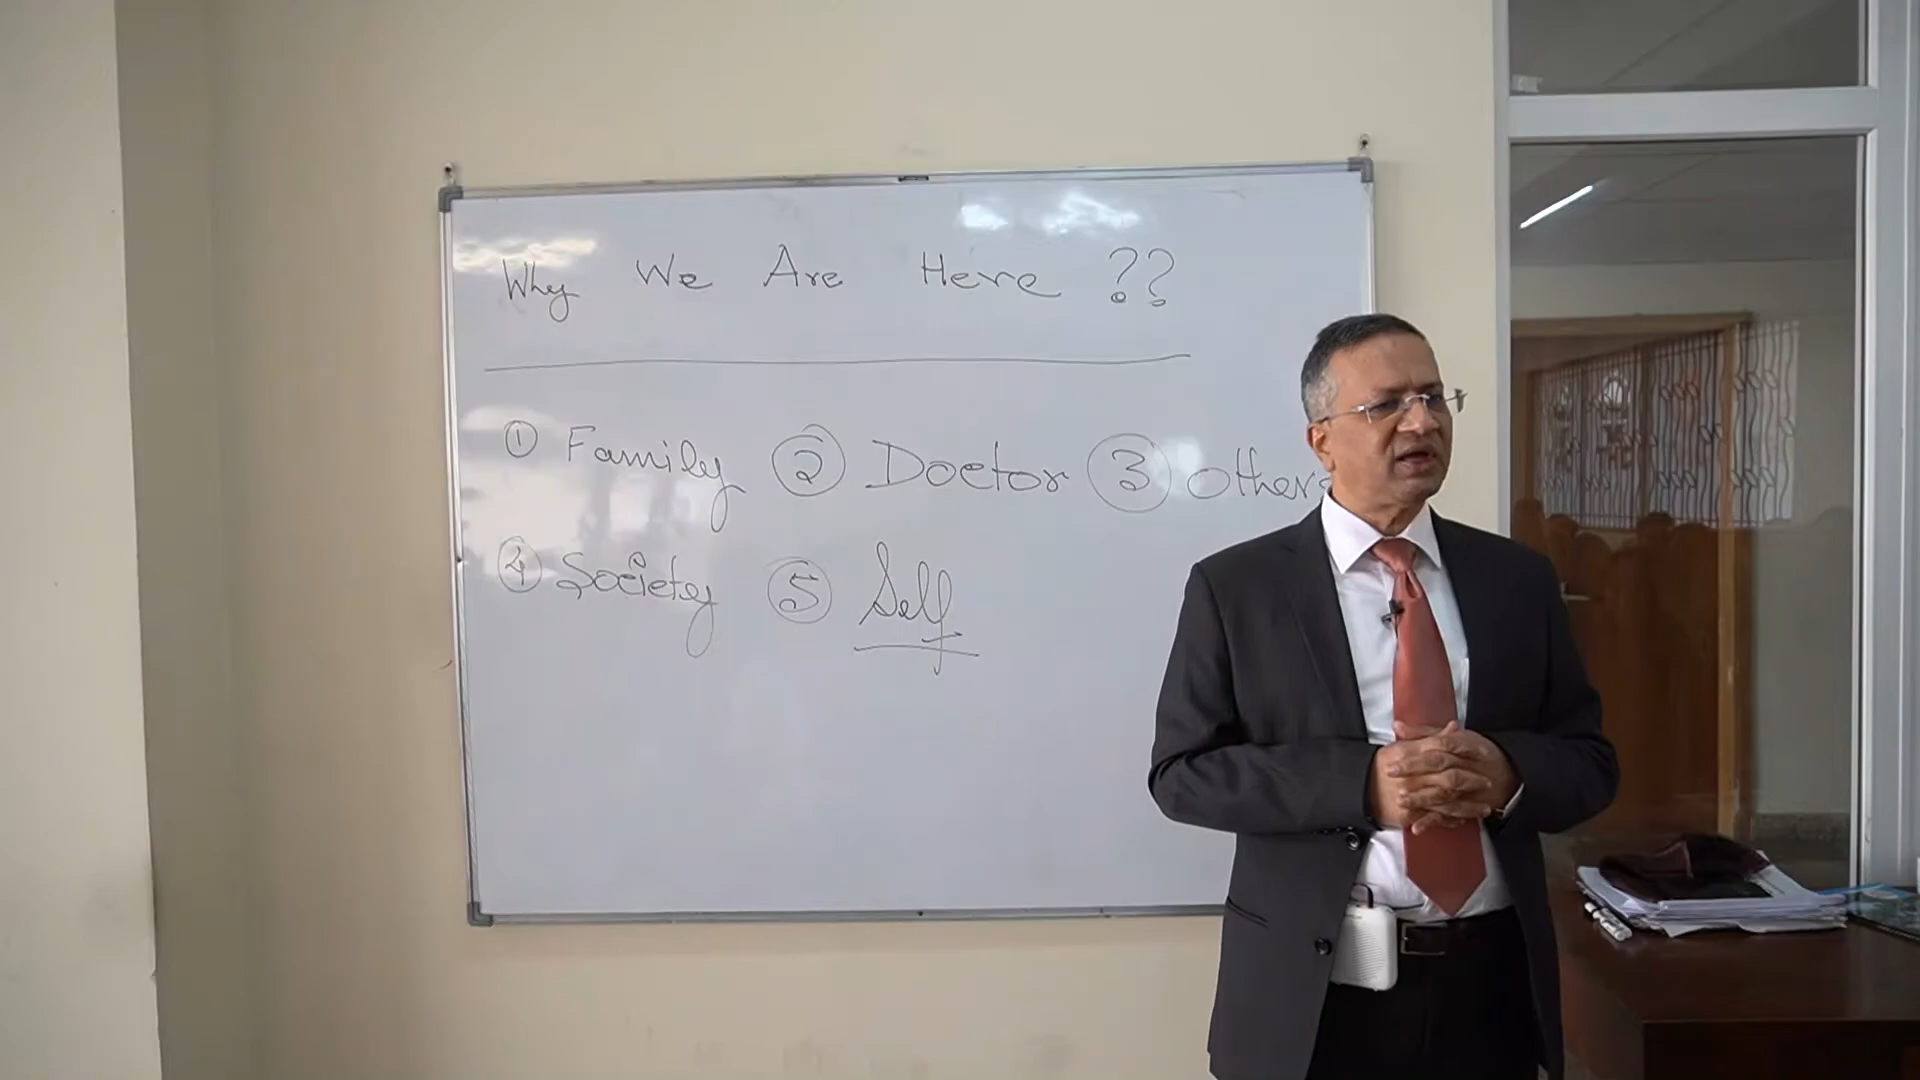 Why We Are Here ??
① Family ② Doctor ③ Others
④ Society ⑤ Self